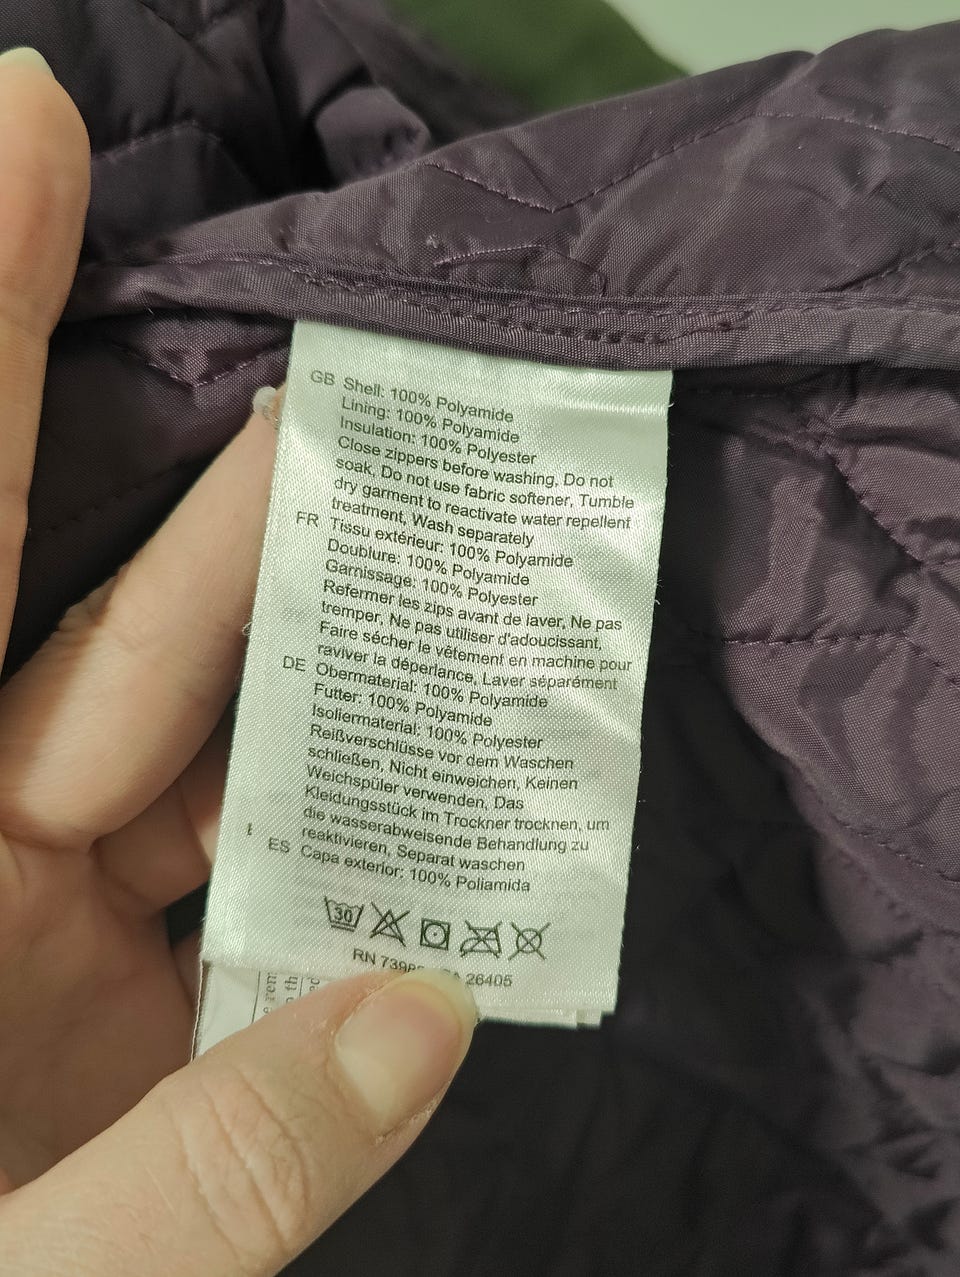 GB Shell: 100% Polyamide
Lining: 100% Polyamide
Insulation: 100% Polyester
Close zippers before washing, Do not
soak, Do not use fabric softener, Tumble
dry garment to reactivate water repellent
treatment, Wash separately
FR Tissu extérieur: 100% Polyamide
Doublure: 100% Polyamide
Garnissage: 100% Polyester
Refermer les zips avant de laver, Ne pas
tremper, Ne pas utiliser d'adoucissant,
Faire sécher le vêtement en machine pour
raviver la déperlance, Laver séparément
DE Obermaterial: 100% Polyamide
Futter: 100% Polyamide
Isoliermaterial: 100% Polyester
Reißverschlüsse vor dem Waschen
schließen, Nicht einweichen, Keinen
Weichspüler verwenden, Das
Kleidungsstück im Trockner trocknen, um
die wasserabweisende Behandlung zu
reaktivieren, Separat waschen
ES Capa exterior: 100% Poliamida
30
RN 26405